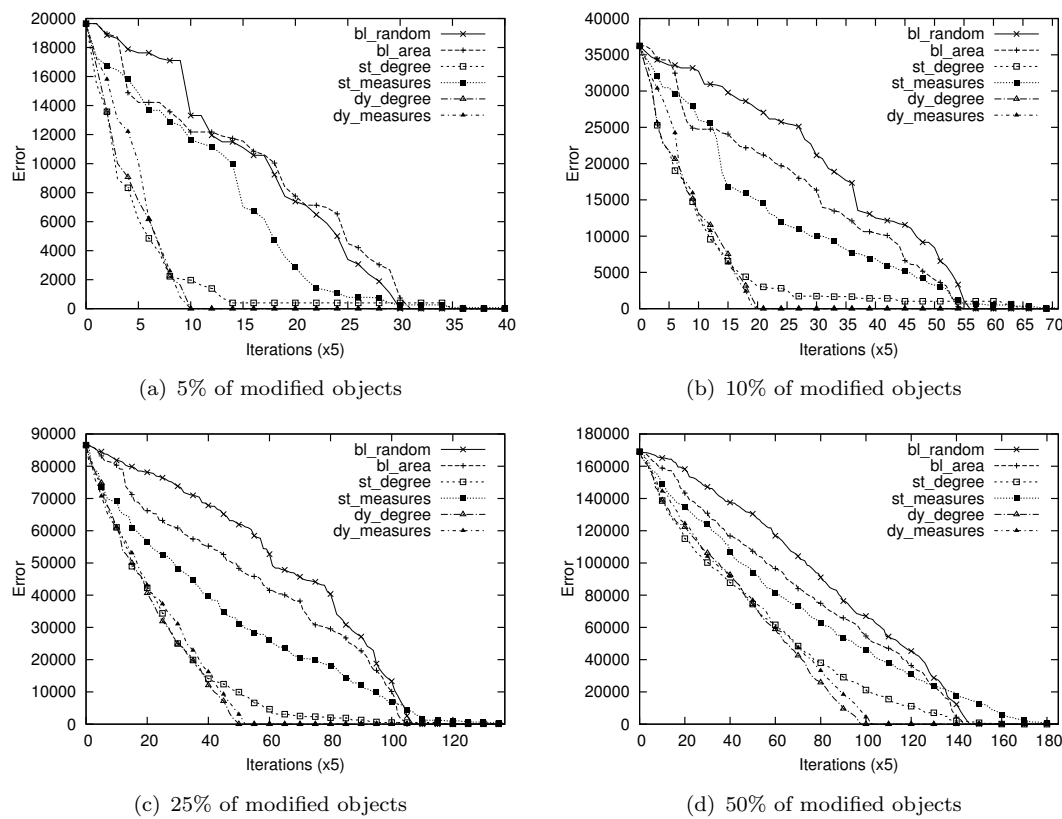 20000
18000
16000
14000
12000
10000
8000
6000
4000
2000
0
Error
0 5 10 15 20 25 30 35 40
Iterations (x5)
bl_random
bl_area
st_degree
st_measures
dy_degree
dy_measures
(a) 5% of modified objects
40000
35000
30000
25000
20000
15000
10000
5000
0
Error
0 5 10 15 20 25 30 35 40 45 50 55 60 65 70
Iterations (x5)
bl_random
bl_area
st_degree
st_measures
dy_degree
dy_measures
(b) 10% of modified objects
90000
80000
70000
60000
50000
40000
30000
20000
10000
0
Error
0 20 40 60 80 100 120
Iterations (x5)
bl_random
bl_area
st_degree
st_measures
dy_degree
dy_measures
(c) 25% of modified objects
180000
160000
140000
120000
100000
80000
60000
40000
20000
0
Error
0 20 40 60 80 100 120 140 160 180
Iterations (x5)
bl_random
bl_area
st_degree
st_measures
dy_degree
dy_measures
(d) 50% of modified objects